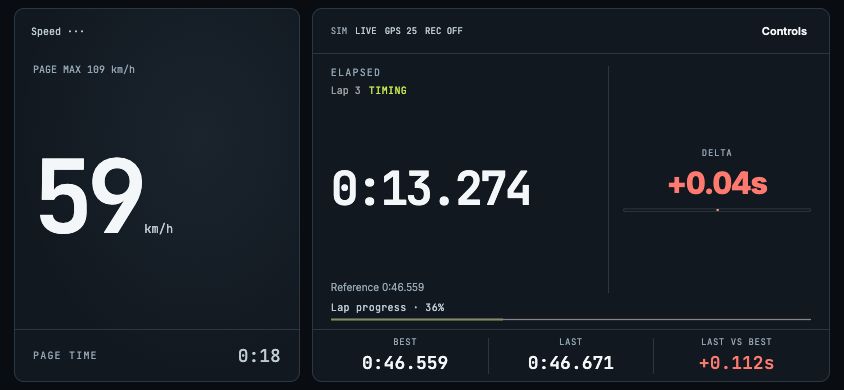 Speed ···
PAGE MAX 109 km/h
59 km/h
PAGE TIME 0:18
SIM LIVE GPS 25 REC OFF
Controls
ELAPSED
Lap 3 TIMING
0:13.274
DELTA
+0.04s
Reference 0:46.559
Lap progress · 36%
BEST
0:46.559
LAST
0:46.671
LAST VS BEST
+0.112s